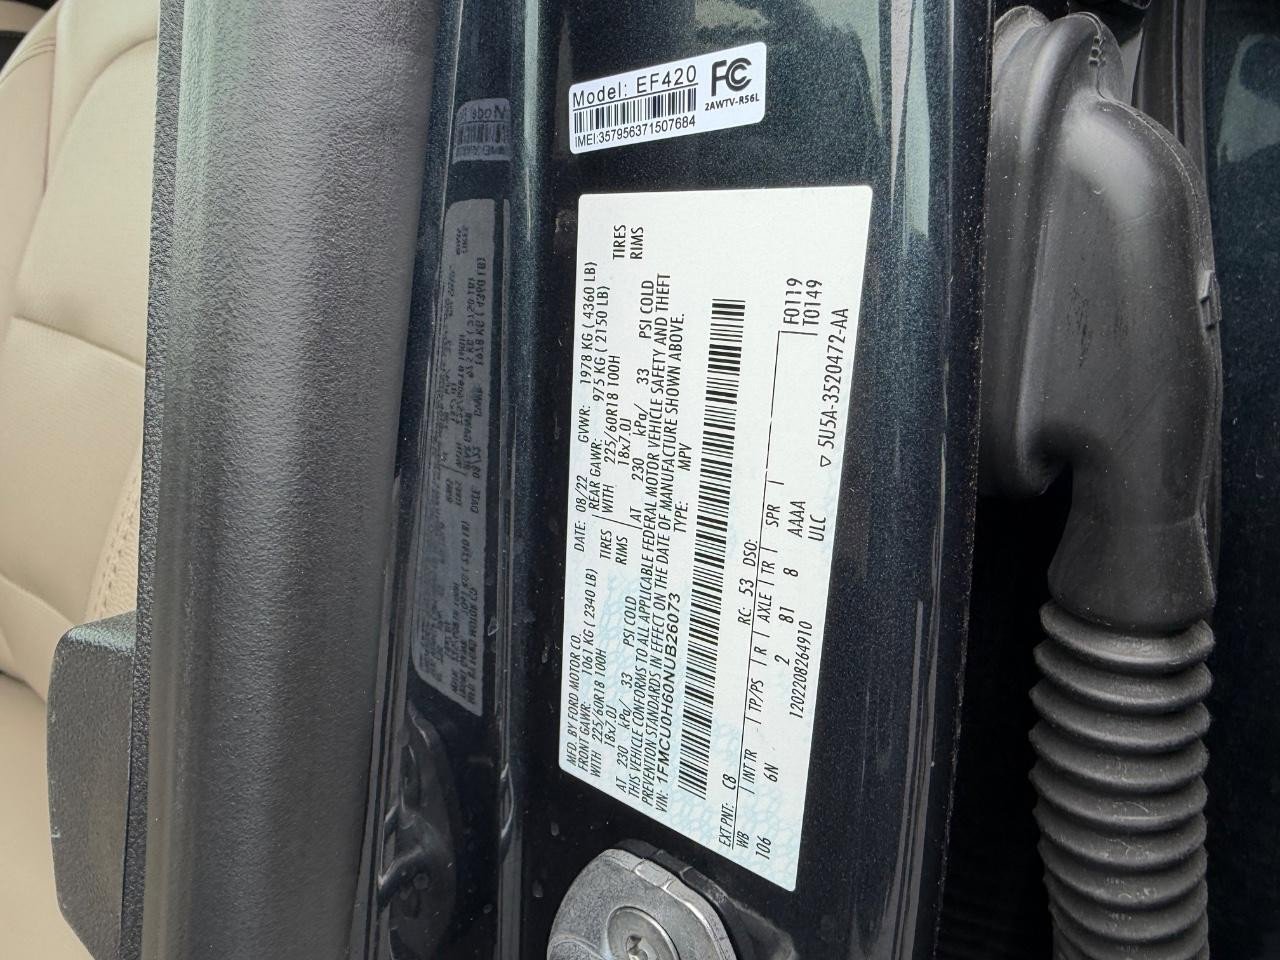 Model: EF420
FC
2AWTV-R56L
IMEI:357956371507684
MFD. BY FORD MOTOR CO.
DATE: 08/22 GVWR: 1978 KG ( 4360 LB)
FRONT GAWR: 1061 KG ( 2340 LB) REAR GAWR: 975 KG ( 2150 LB)
WITH 225/60R18 100H TIRES WITH 225/60R18 100H TIRES
18x7.0J RIMS 18x7.0J RIMS
AT 230 kPa/ 33 PSI COLD AT 230 kPa/ 33 PSI COLD
THIS VEHICLE CONFORMS TO ALL APPLICABLE FEDERAL MOTOR VEHICLE SAFETY AND THEFT
PREVENTION STANDARDS IN EFFECT ON THE DATE OF MANUFACTURE SHOWN ABOVE.
VIN: 1FMCU0H60NUB26073 TYPE: MPV
EXT PNT: C8 RC: 53 DSO:
WB INT TR TP/PS R AXLE TR SPR F0119
106 6N 2 81 8 AAAA T0149
1202208264910 ULC ▽ 5U5A-3520472-AA